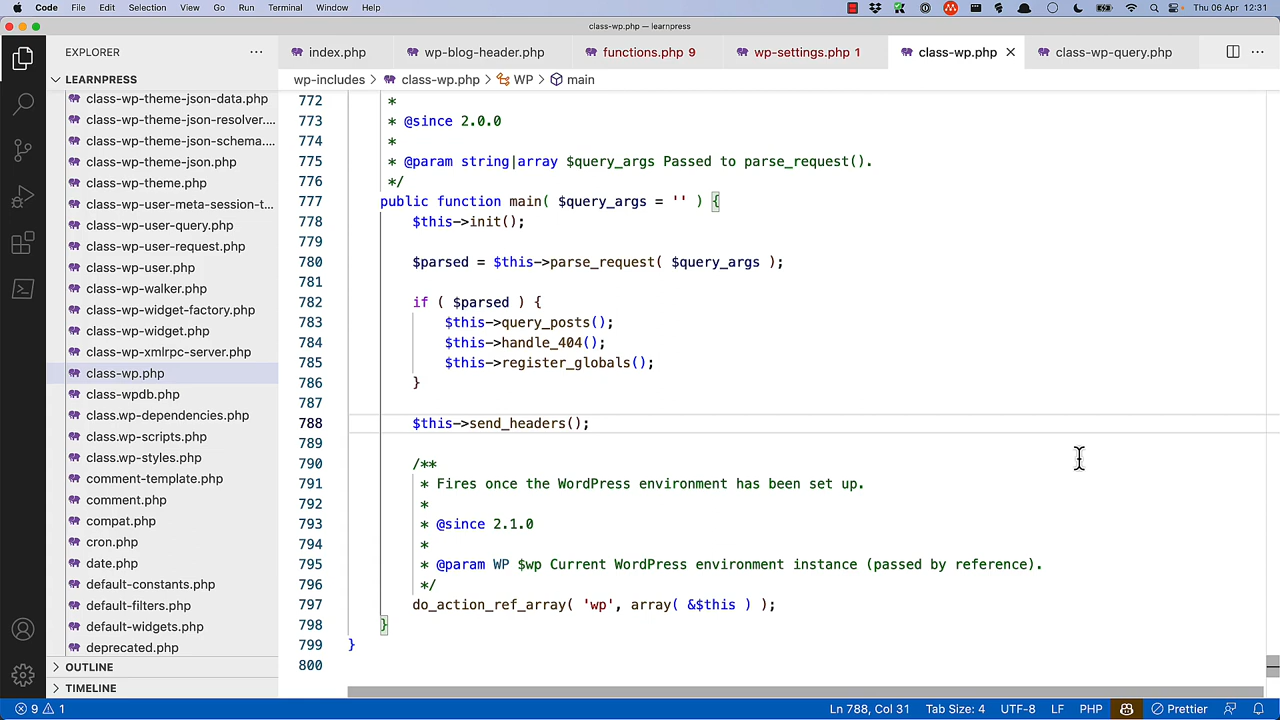 Code File Edit Selection View Go Run Terminal Window Help Thu 06 Apr 12:31
class-wp.php — learnpress
EXPLORER
index.php wp-blog-header.php functions.php 9 wp-settings.php 1 class-wp.php class-wp-query.php
LEARNPRESS
wp-includes > class-wp.php > WP > main
class-wp-theme-json-data.php
class-wp-theme-json-resolver....
class-wp-theme-json-schema....
class-wp-theme-json.php
class-wp-theme.php
class-wp-user-meta-session-t...
class-wp-user-query.php
class-wp-user-request.php
class-wp-user.php
class-wp-walker.php
class-wp-widget-factory.php
class-wp-widget.php
class-wp-xmlrpc-server.php
class-wp.php
class-wpdb.php
class.wp-dependencies.php
class.wp-scripts.php
class.wp-styles.php
comment-template.php
comment.php
compat.php
cron.php
date.php
default-constants.php
default-filters.php
default-widgets.php
deprecated.php
OUTLINE
TIMELINE
772 *
773 * @since 2.0.0
774 *
775 * @param string|array $query_args Passed to parse_request().
776 */
777 public function main( $query_args = '' ) {
778 $this->init();
779
780 $parsed = $this->parse_request( $query_args );
781
782 if ( $parsed ) {
783 $this->query_posts();
784 $this->handle_404();
785 $this->register_globals();
786 }
787
788 $this->send_headers();
789
790 /**
791 * Fires once the WordPress environment has been set up.
792 *
793 * @since 2.1.0
794 *
795 * @param WP $wp Current WordPress environment instance (passed by reference).
796 */
797 do_action_ref_array( 'wp', array( &$this ) );
798 }
799 }
800
9 1 Ln 788, Col 31 Tab Size: 4 UTF-8 LF PHP Prettier